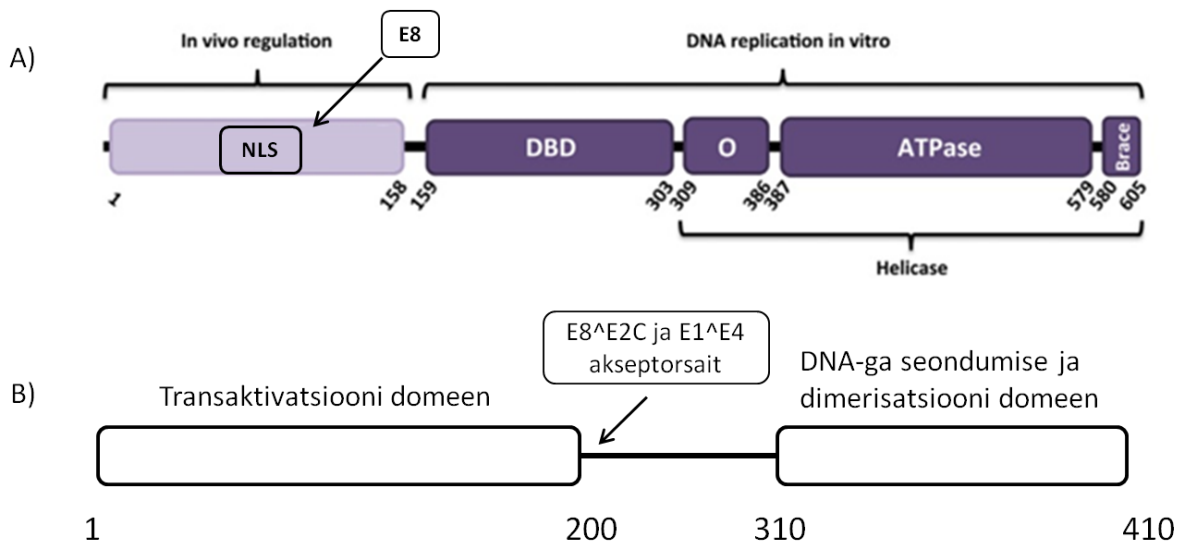 A)
In vivo regulation
E8
DNA replication in vitro
NLS
DBD
O
ATPase
Brace
1
158
159
303
309
386
387
579
580
605
Helicase
B)
Transaktivatsiooni domeen
E8^E2C ja E1^E4
akseptorsait
DNA-ga seondumise ja
dimerisatsiooni domeen
1
200
310
410